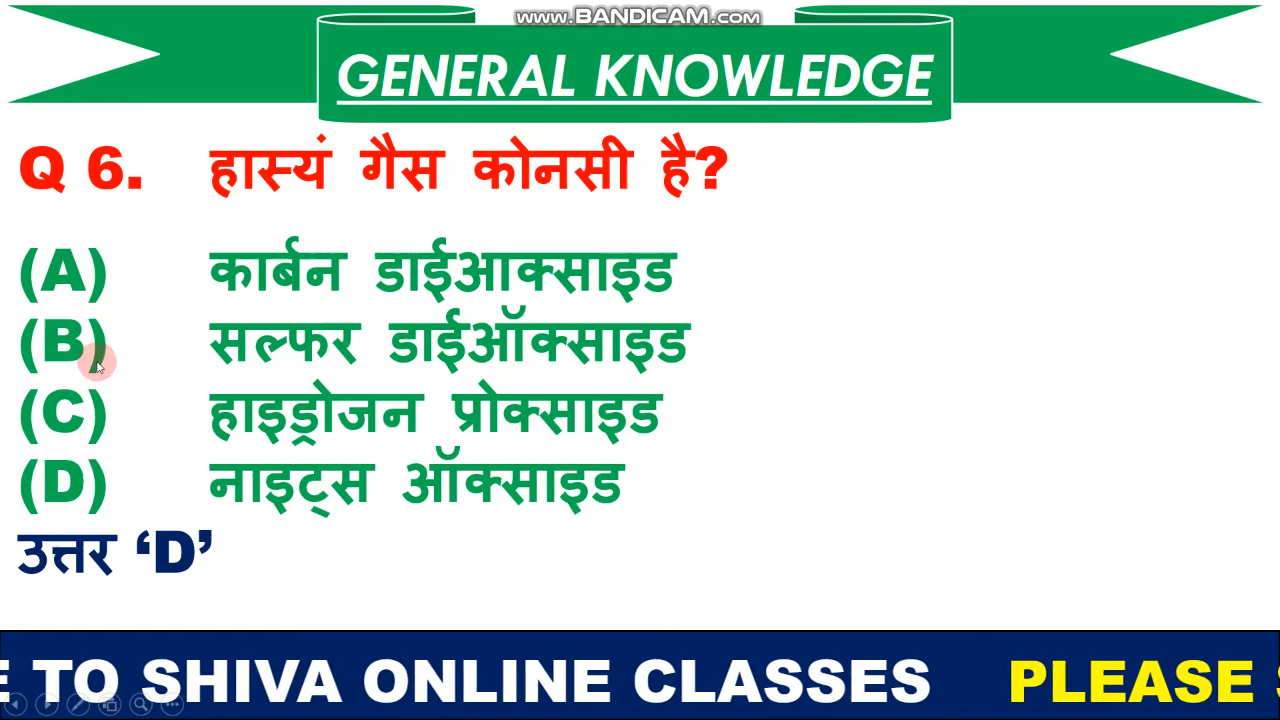 www.BANDICAM.com
GENERAL KNOWLEDGE
Q 6. हास्यं गैस कोनसी है?
(A) कार्बन डाईआक्साइड
(B) सल्फर डाईऑक्साइड
(C) हाइड्रोजन प्रोक्साइड
(D) नाइट्स ऑक्साइड
उत्तर ‘D’
E TO SHIVA ONLINE CLASSES PLEASE